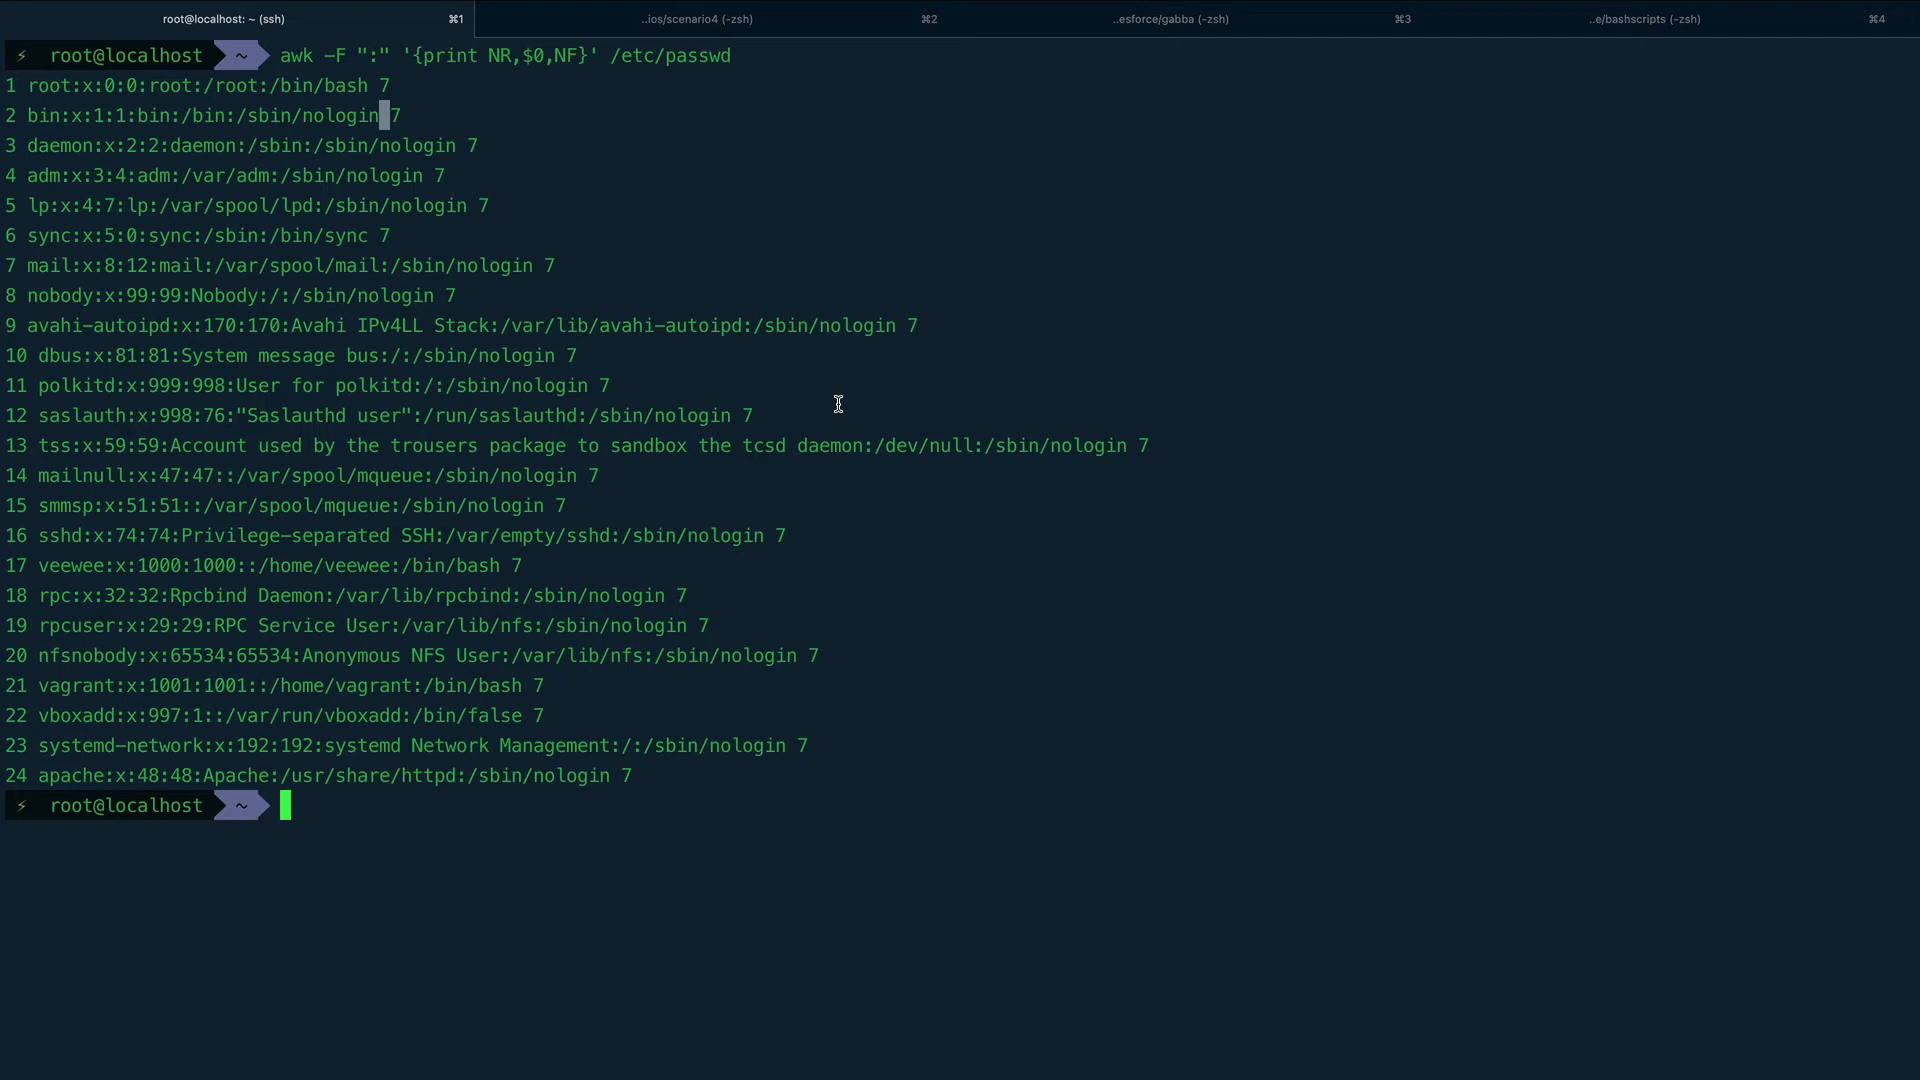 root@localhost: ~ (ssh) ⌘1 ..ios/scenario4 (-zsh) ⌘2 ..esforce/gabba (-zsh) ⌘3 ..e/bashscripts (-zsh) ⌘4
⚡ root@localhost ~ awk -F ":" '{print NR,$0,NF}' /etc/passwd
1 root:x:0:0:root:/root:/bin/bash 7
2 bin:x:1:1:bin:/bin:/sbin/nologin 7
3 daemon:x:2:2:daemon:/sbin:/sbin/nologin 7
4 adm:x:3:4:adm:/var/adm:/sbin/nologin 7
5 lp:x:4:7:lp:/var/spool/lpd:/sbin/nologin 7
6 sync:x:5:0:sync:/sbin:/bin/sync 7
7 mail:x:8:12:mail:/var/spool/mail:/sbin/nologin 7
8 nobody:x:99:99:Nobody:/:/sbin/nologin 7
9 avahi-autoipd:x:170:170:Avahi IPv4LL Stack:/var/lib/avahi-autoipd:/sbin/nologin 7
10 dbus:x:81:81:System message bus:/:/sbin/nologin 7
11 polkitd:x:999:998:User for polkitd:/:/sbin/nologin 7
12 saslauth:x:998:76:"Saslauthd user":/run/saslauthd:/sbin/nologin 7
13 tss:x:59:59:Account used by the trousers package to sandbox the tcsd daemon:/dev/null:/sbin/nologin 7
14 mailnull:x:47:47::/var/spool/mqueue:/sbin/nologin 7
15 smmsp:x:51:51::/var/spool/mqueue:/sbin/nologin 7
16 sshd:x:74:74:Privilege-separated SSH:/var/empty/sshd:/sbin/nologin 7
17 veewee:x:1000:1000::/home/veewee:/bin/bash 7
18 rpc:x:32:32:Rpcbind Daemon:/var/lib/rpcbind:/sbin/nologin 7
19 rpcuser:x:29:29:RPC Service User:/var/lib/nfs:/sbin/nologin 7
20 nfsnobody:x:65534:65534:Anonymous NFS User:/var/lib/nfs:/sbin/nologin 7
21 vagrant:x:1001:1001::/home/vagrant:/bin/bash 7
22 vboxadd:x:997:1::/var/run/vboxadd:/bin/false 7
23 systemd-network:x:192:192:systemd Network Management:/:/sbin/nologin 7
24 apache:x:48:48:Apache:/usr/share/httpd:/sbin/nologin 7
⚡ root@localhost ~